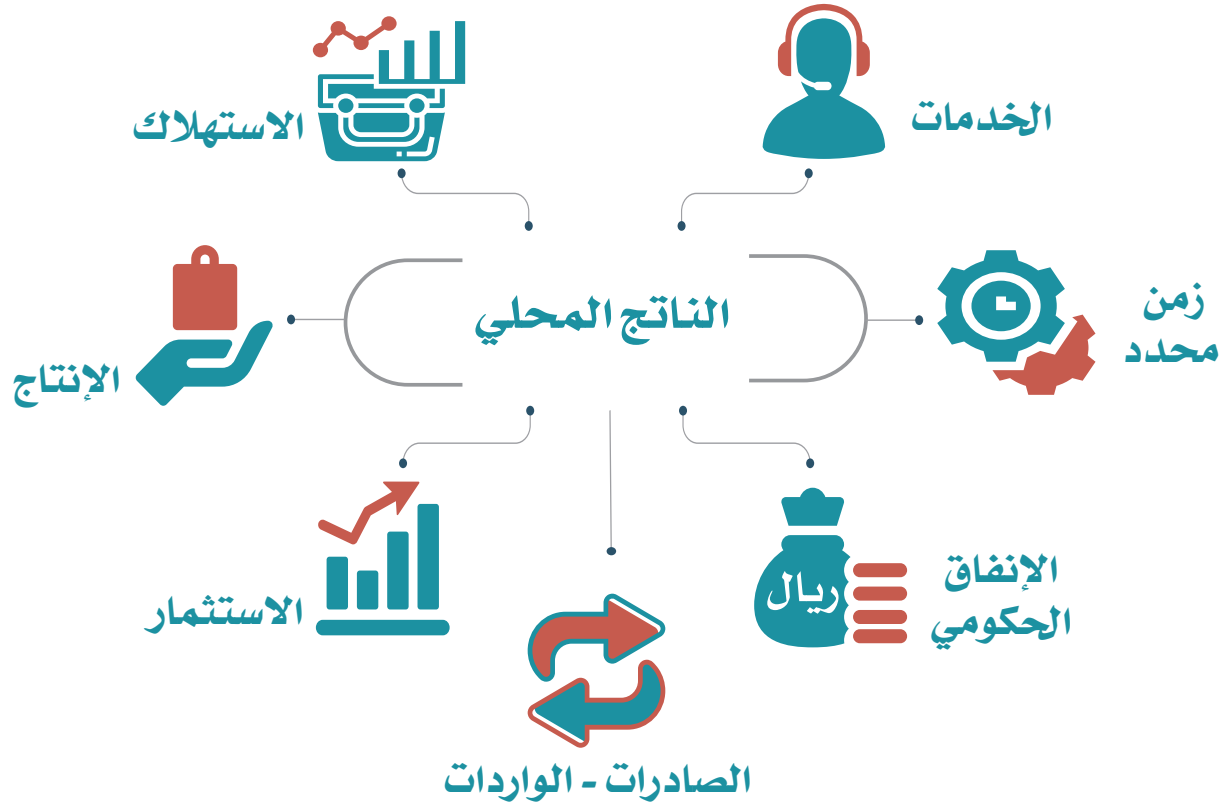 الخدمات
الاستهلاك
زمن
محدد
الناتج المحلي
الإنتاج
الإنفاق
الحكومي
ريال
الاستثمار
الصادرات - الواردات